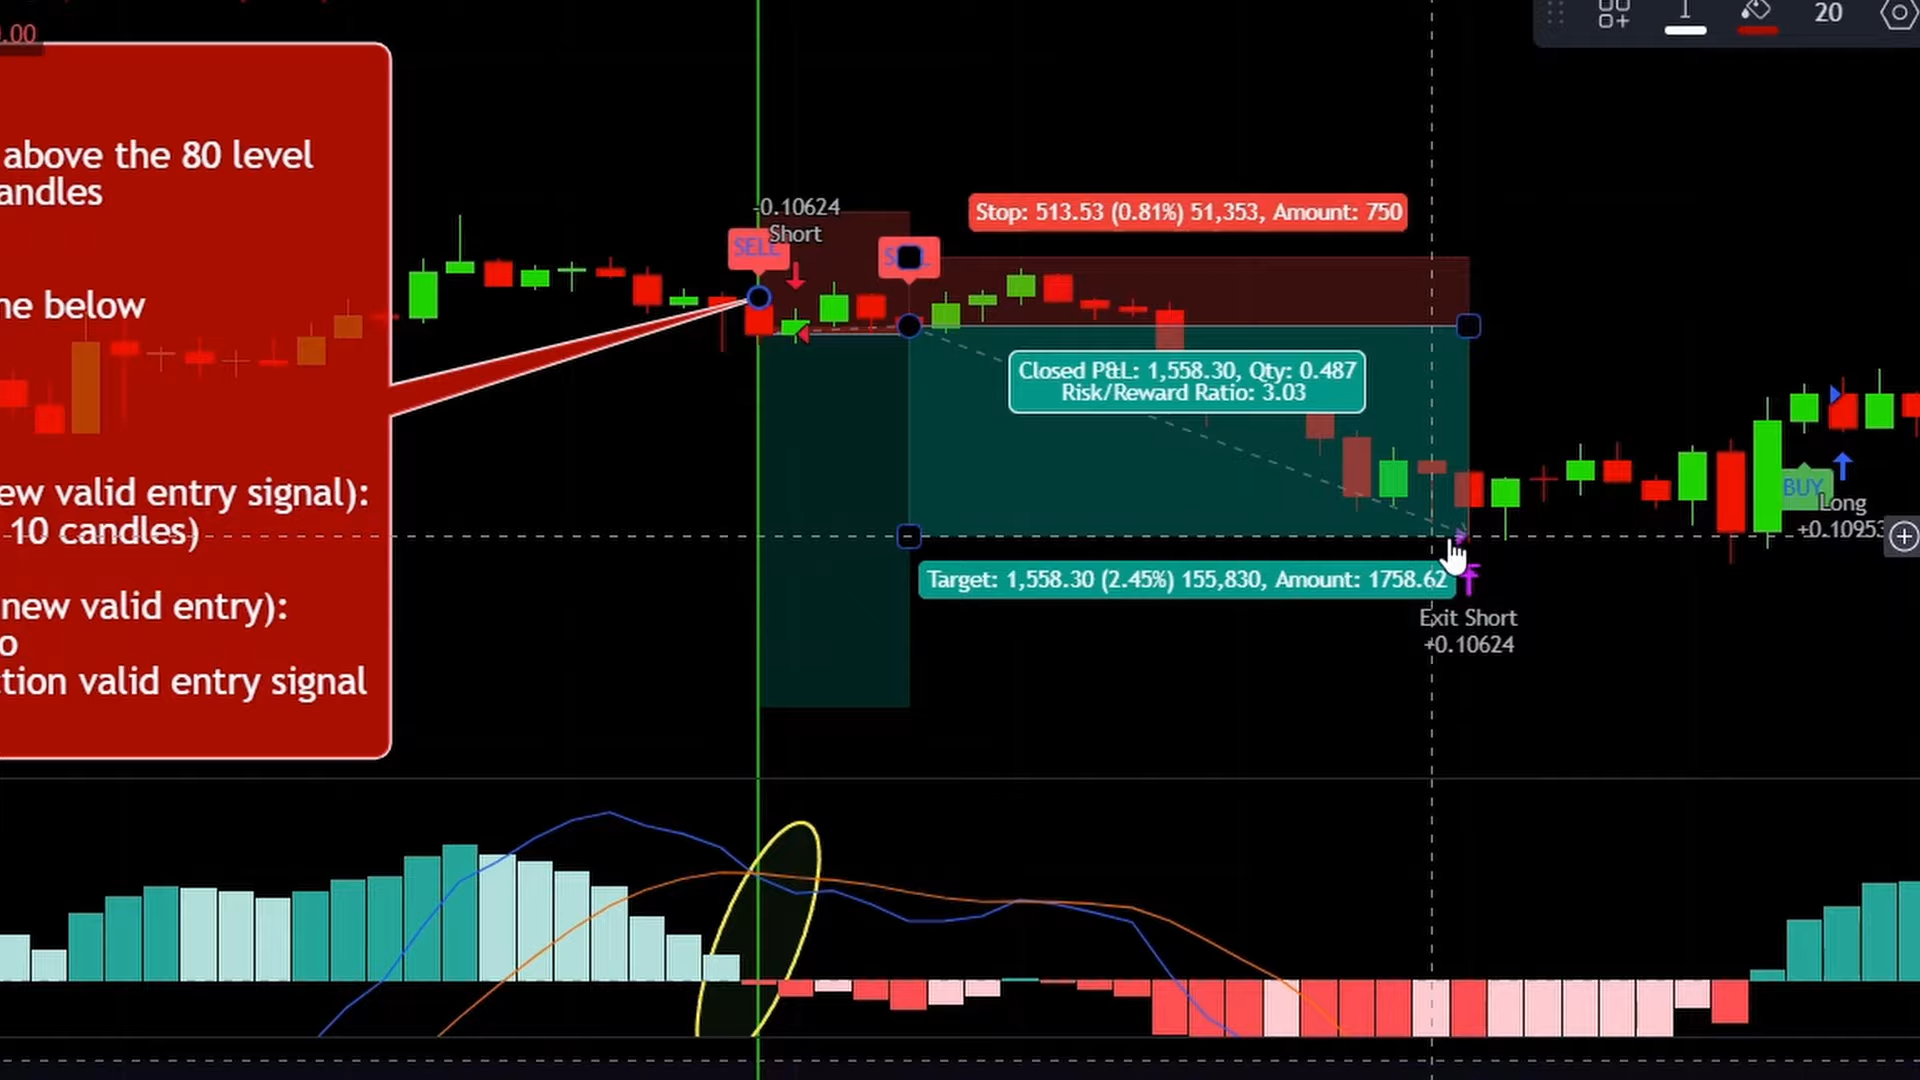 .00
20
above the 80 level
andles
ne below
ew valid entry signal):
10 candles)
new valid entry):
o
tion valid entry signal
-0.10624
Short
SELL
Stop: 513.53 (0.81%) 51,353, Amount: 750
Closed P&L: 1,558.30, Qty: 0.487
Risk/Reward Ratio: 3.03
Target: 1,558.30 (2.45%) 155,830, Amount: 1758.62
Exit Short
+0.10624
BUY
Long
+0.10953